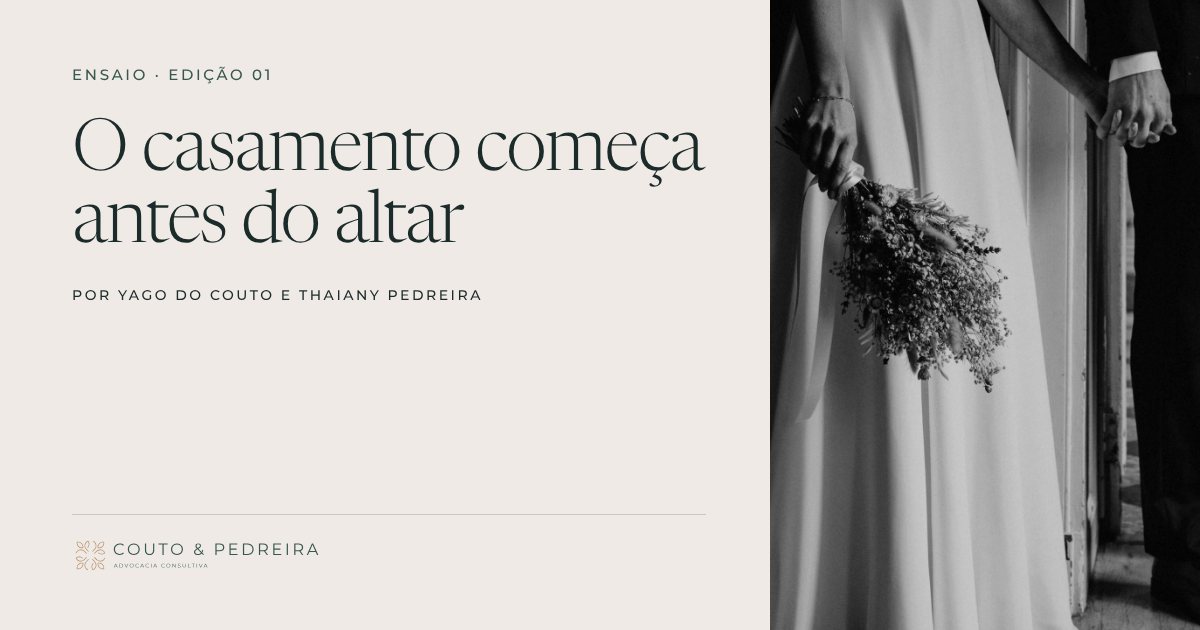 ENSAIO · EDIÇÃO 01
O casamento começa
antes do altar
POR YAGO DO COUTO E THAIANY PEDREIRA
COUTO & PEDREIRA
ADVOCACIA CONSULTIVA